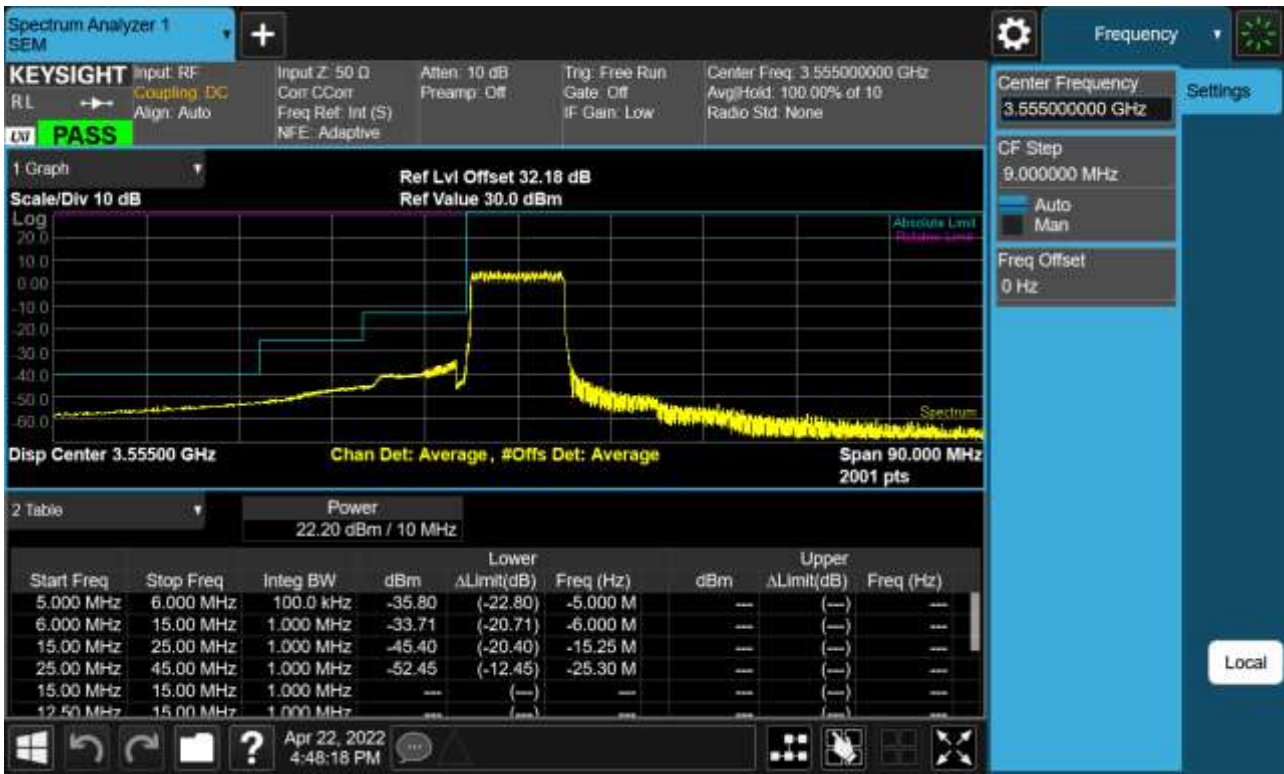 Spectrum Analyzer 1
SEM
Frequency
KEYSIGHT
RL
LXI
PASS
Input: RF
Coupling: DC
Align: Auto
Input Z: 50 Ω
Corr CCorr
Freq Ref: Int (S)
NFE: Adaptive
Atten: 10 dB
Preamp: Off
Trig: Free Run
Gate: Off
IF Gain: Low
Center Freq: 3.555000000 GHz
Avg|Hold: 100.00% of 10
Radio Std: None
Center Frequency
3.555000000 GHz
Settings
CF Step
9.000000 MHz
Auto
Man
Freq Offset
0 Hz
1 Graph
Scale/Div 10 dB
Ref Lvl Offset 32.18 dB
Ref Value 30.0 dBm
Log
Absolute Limit
Relative Limit
20.0
10.0
0.00
-10.0
-20.0
-30.0
-40.0
-50.0
-60.0
Spectrum
Disp Center 3.55500 GHz
Chan Det: Average, #Offs Det: Average
Span 90.000 MHz
2001 pts
2 Table
Power
22.20 dBm / 10 MHz
Lower Upper
Start Freq Stop Freq Integ BW dBm ΔLimit(dB) Freq (Hz) dBm ΔLimit(dB) Freq (Hz)
5.000 MHz 6.000 MHz 100.0 kHz -35.80 (-22.80) -5.000 M --- (---) ---
6.000 MHz 15.00 MHz 1.000 MHz -33.71 (-20.71) -6.000 M --- (---) ---
15.00 MHz 25.00 MHz 1.000 MHz -45.40 (-20.40) -15.25 M --- (---) ---
25.00 MHz 45.00 MHz 1.000 MHz -52.45 (-12.45) -25.30 M --- (---) ---
15.00 MHz 15.00 MHz 1.000 MHz --- (---) --- --- (---) ---
12.50 MHz 15.00 MHz 1.000 MHz --- (---) --- --- (---) ---
Local
?
Apr 22, 2022
4:48:18 PM